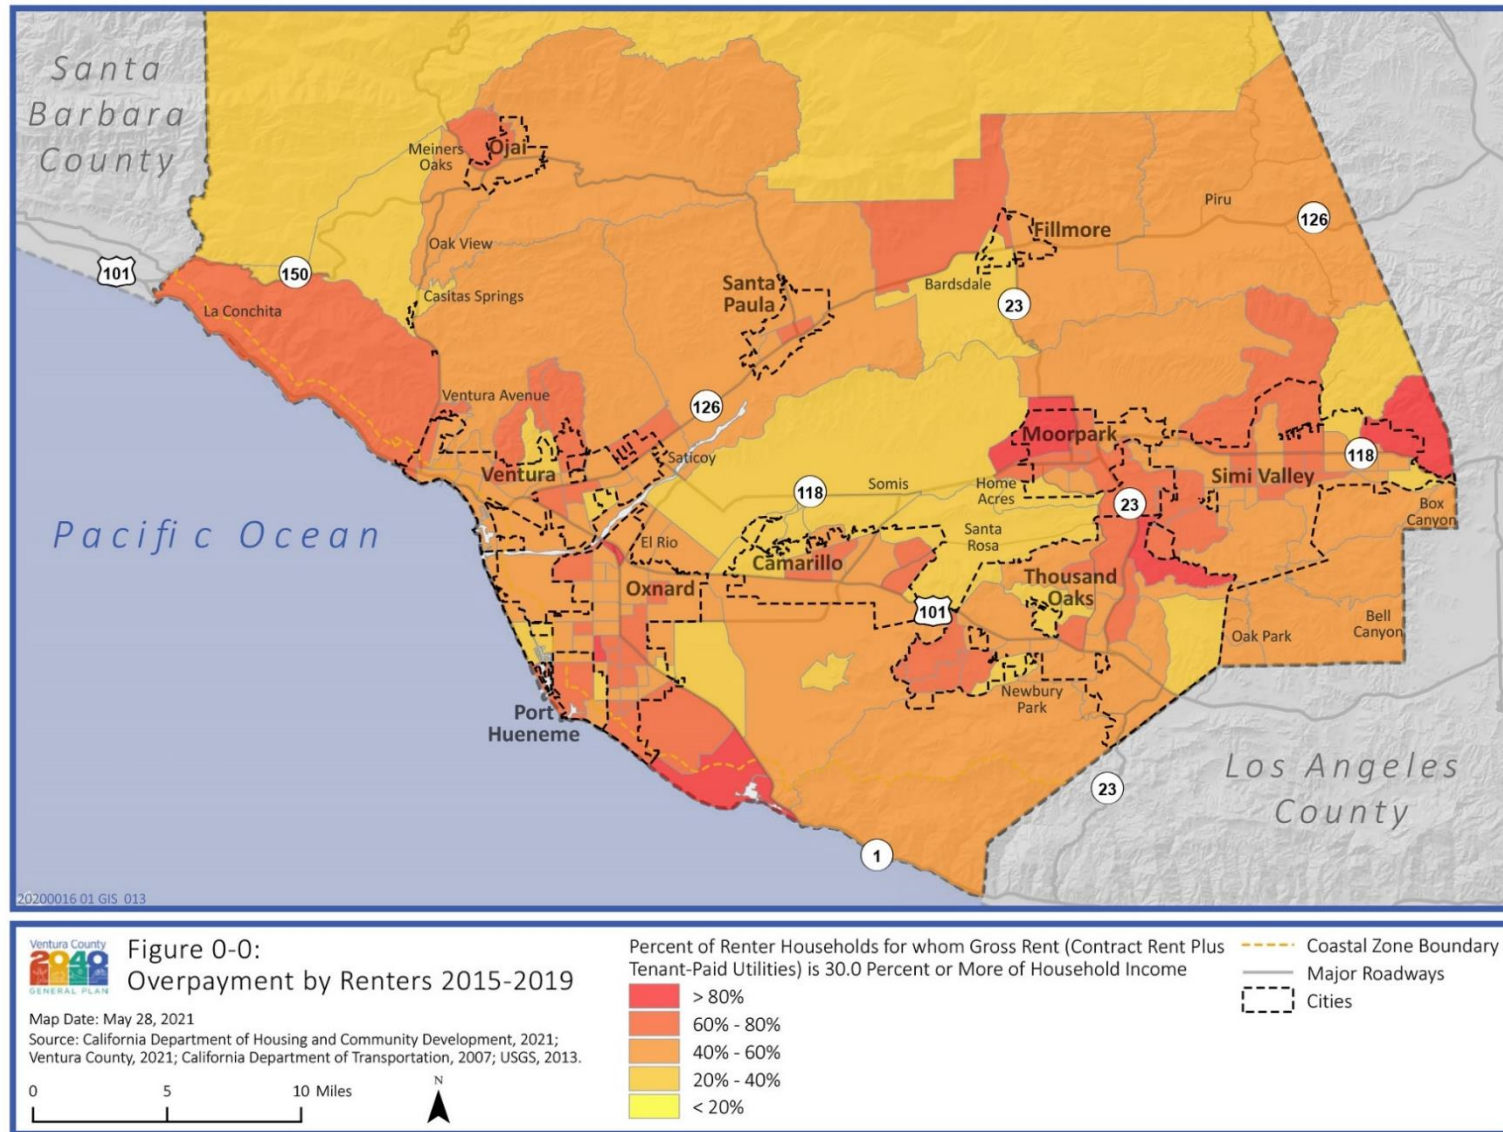 Santa
Barbara
County
Meiners
Oaks
Ojai
Piru
126
Fillmore
Oak View
101
150
Santa
Paula
Bardsdale
Casitas Springs
23
La Conchita
Ventura Avenue
126
Moorpark
Saticoy
Ventura
118
Simi Valley
118
Somis
Home
Acres
23
Box
Canyon
Pacific Ocean
El Rio
Santa
Rosa
Camarillo
Oxnard
Thousand
Oaks
101
Bell
Canyon
Oak Park
Newbury
Park
Port
Hueneme
Los Angeles
County
23
1
20200016 01 GIS 013
Ventura County
2040
GENERAL PLAN
Figure 0-0:
Overpayment by Renters 2015-2019
Map Date: May 28, 2021
Source: California Department of Housing and Community Development, 2021;
Ventura County, 2021; California Department of Transportation, 2007; USGS, 2013.
0 5 10 Miles
N
Percent of Renter Households for whom Gross Rent (Contract Rent Plus
Tenant-Paid Utilities) is 30.0 Percent or More of Household Income
> 80%
60% - 80%
40% - 60%
20% - 40%
< 20%
Coastal Zone Boundary
Major Roadways
Cities